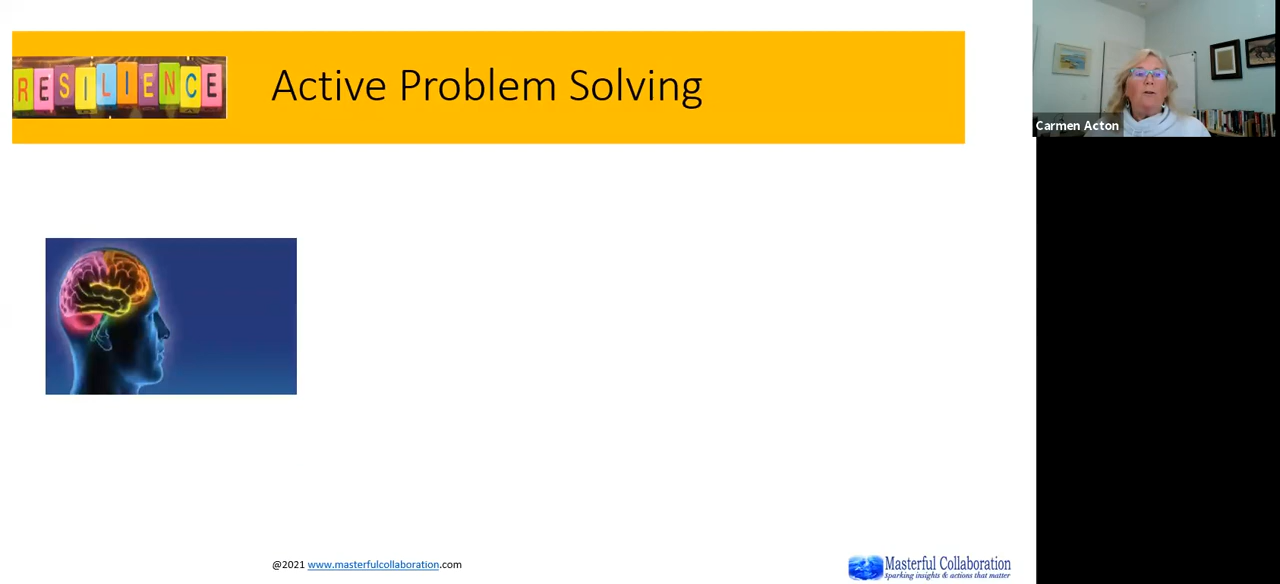 RESILIENCE
Active Problem Solving
Carmen Acton
@2021 www.masterfulcollaboration.com
Masterful Collaboration
Sparking insights & actions that matter